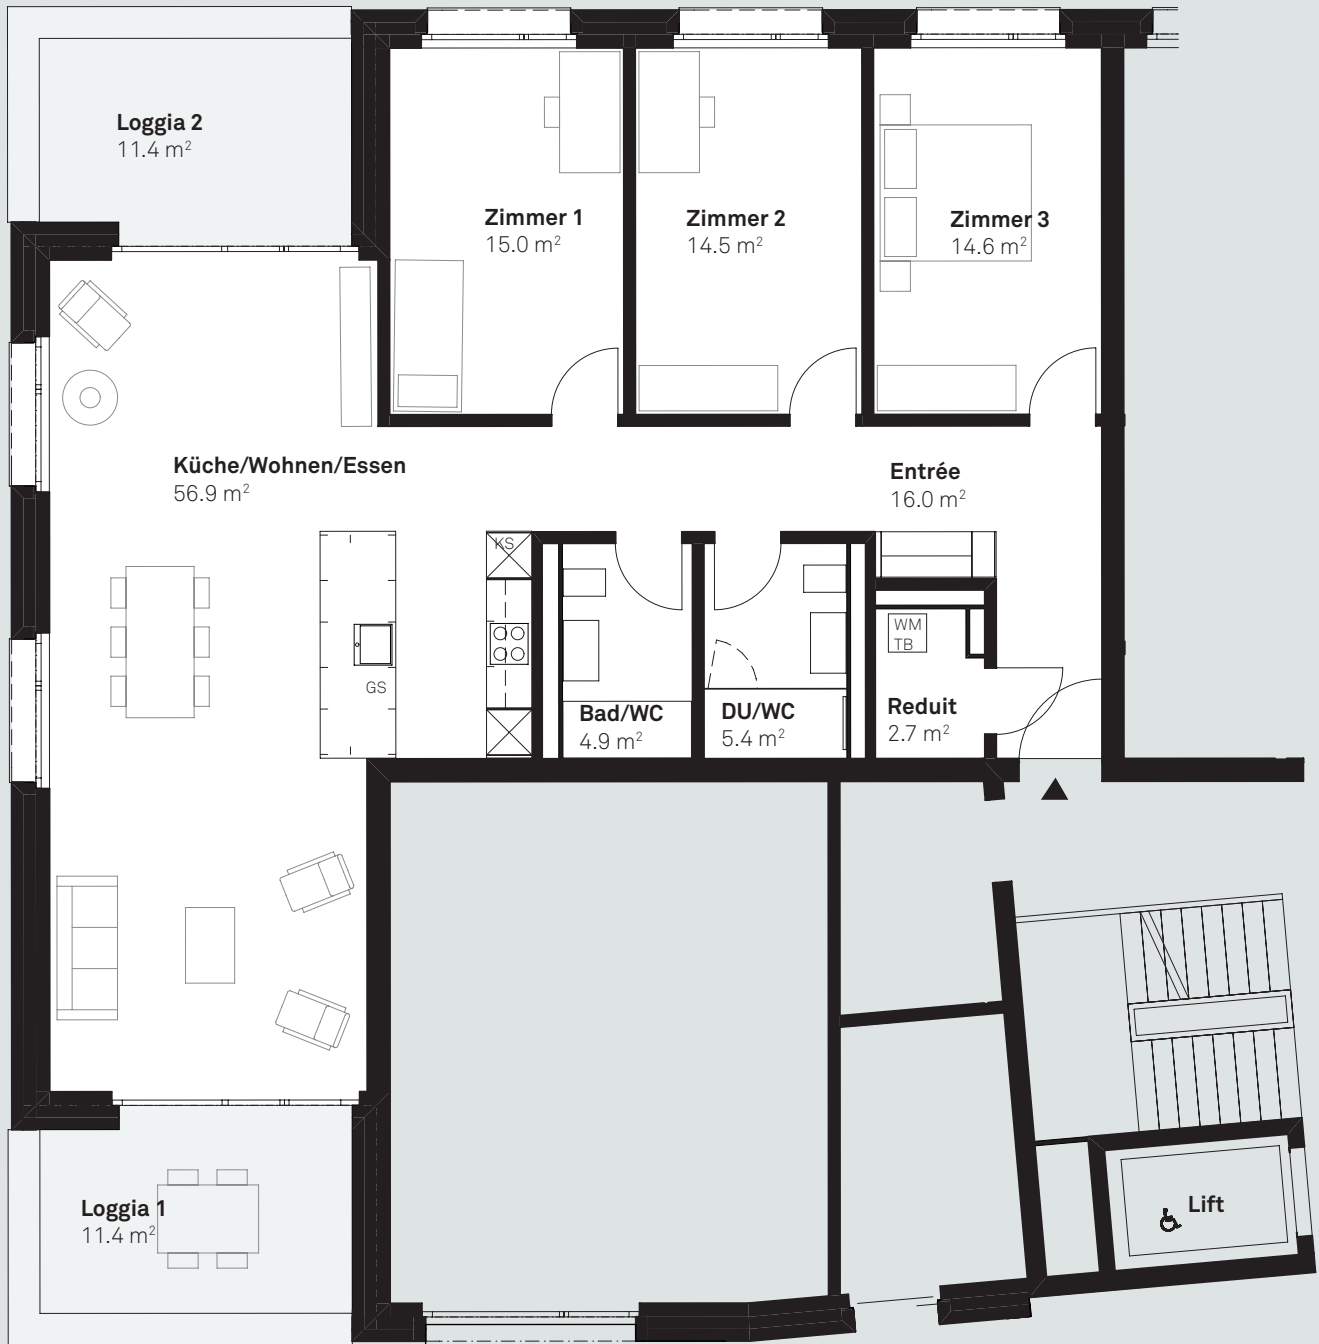 Loggia 2
11.4 m²
Zimmer 1
15.0 m²
Zimmer 2
14.5 m²
Zimmer 3
14.6 m²
Küche/Wohnen/Essen
56.9 m²
Entrée
16.0 m²
KS
GS
WM
TB
Bad/WC
4.9 m²
DU/WC
5.4 m²
Reduit
2.7 m²
Loggia 1
11.4 m²
Lift